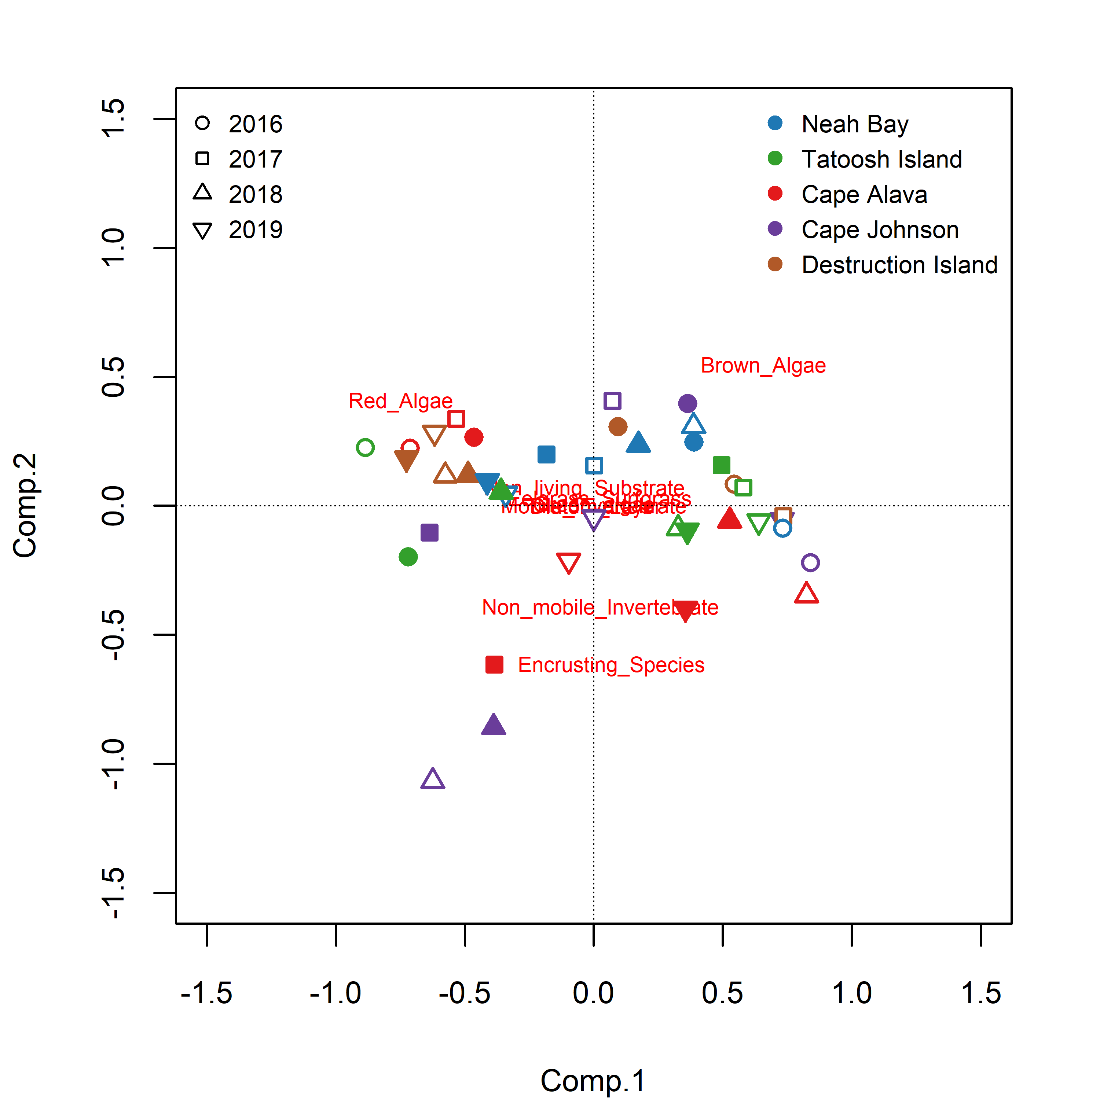 2016
2017
2018
2019
Neah Bay
Tatoosh Island
Cape Alava
Cape Johnson
Destruction Island
Brown_Algae
Red_Algae
living_Substrate
Non_mobile_Invertebrate
Encrusting_Species
Comp.2
1.5
1.0
0.5
0.0
-0.5
-1.0
-1.5
-1.5
-1.0
-0.5
0.0
0.5
1.0
1.5
Comp.1